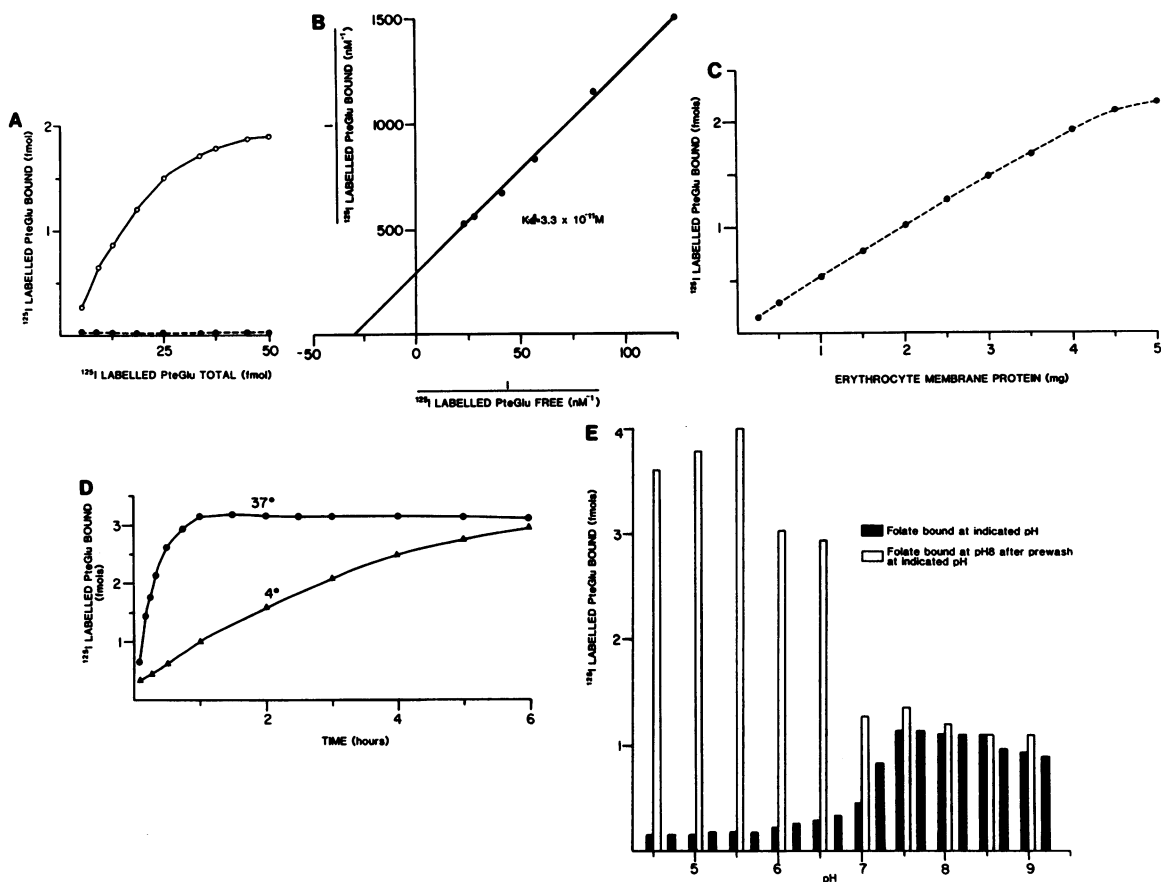 A
¹²⁵I LABELLED PteGlu BOUND (fmol)
2
1
25
50
¹²⁵I LABELLED PteGlu TOTAL (fmol)
B
1
¹²⁵I LABELLED PteGlu BOUND (nM⁻¹)
1500
1000
500
-50
0
50
100
Kd=3.3 x 10⁻¹¹M
1
¹²⁵I LABELLED PteGlu FREE (nM⁻¹)
C
¹²⁵I LABELLED PteGlu BOUND (fmols)
2
1
1
2
3
4
5
ERYTHROCYTE MEMBRANE PROTEIN (mg)
D
¹²⁵I LABELLED PteGlu BOUND
(fmols)
3
2
1
37°
4°
2
4
6
TIME (hours)
E
¹²⁵I LABELLED PteGlu BOUND (fmols)
4
3
2
1
Folate bound at indicated pH
Folate bound at pH8 after prewash
at indicated pH
5
6
7
8
9
pH